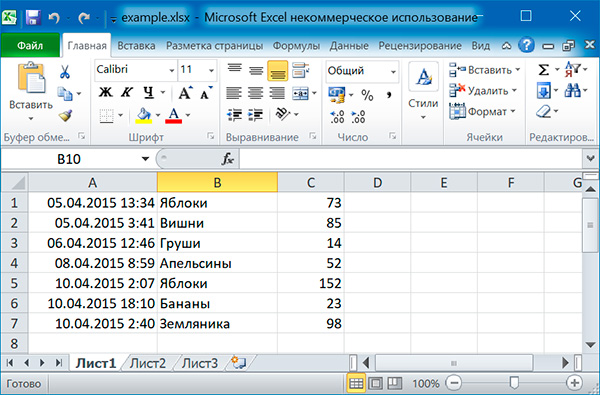 example.xlsx - Microsoft Excel некоммерческое использование
Файл Главная Вставка Разметка страницы Формулы Данные Рецензирование Вид
Calibri 11 Общий Вставить Σ
Вставить Ж К Ч A A % Стили Удалить
А ,00 Формат
Буфер обме... Шрифт Выравнивание Число Ячейки Редактиров...
B10 fx
A B C D E F G
1 05.04.2015 13:34 Яблоки 73
2 05.04.2015 3:41 Вишни 85
3 06.04.2015 12:46 Груши 14
4 08.04.2015 8:59 Апельсины 52
5 10.04.2015 2:07 Яблоки 152
6 10.04.2015 18:10 Бананы 23
7 10.04.2015 2:40 Земляника 98
8
Лист1 Лист2 Лист3
Готово 100%